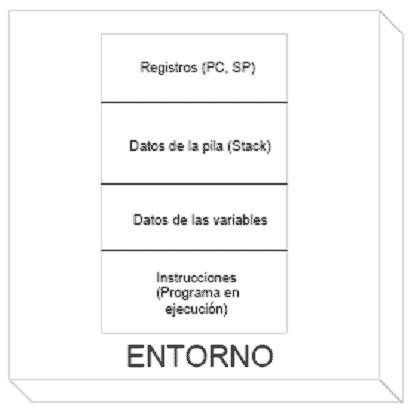 Registros (PC, SP)
Datos de la pila (Stack)
Datos de las variables
Instrucciones
(Programa en
ejecución)
ENTORNO